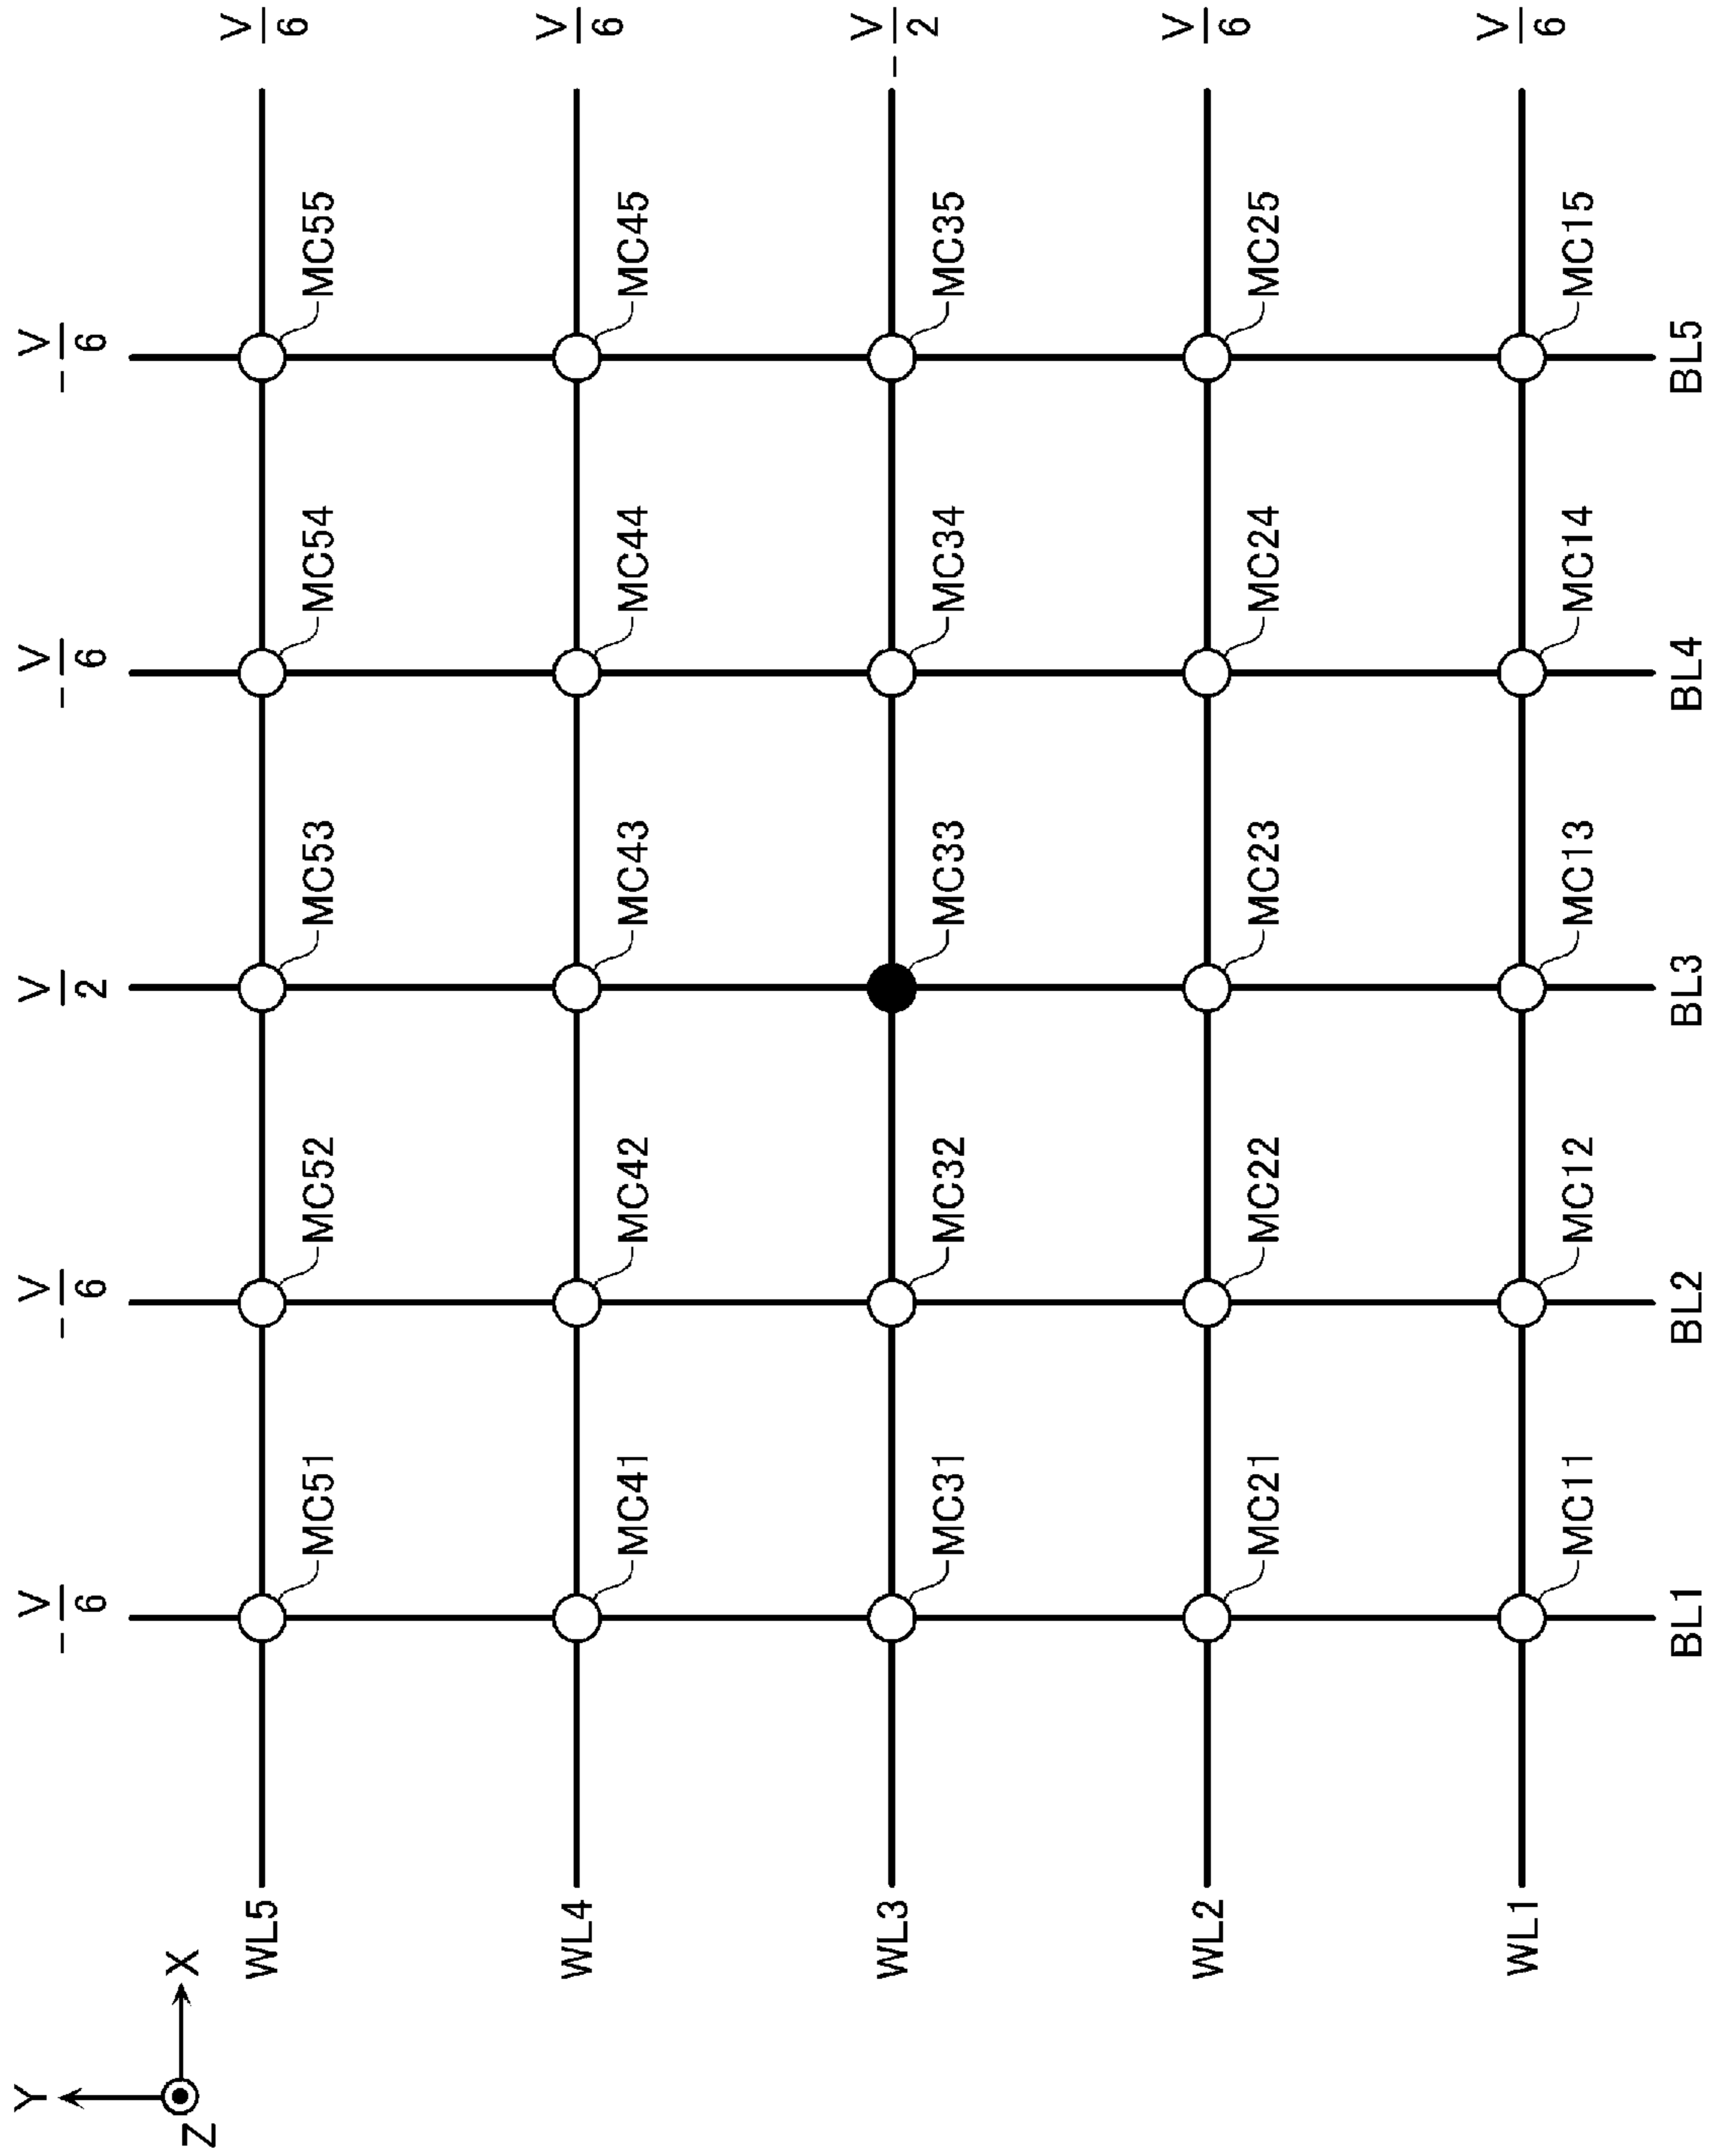 Y
X
Z
-V/6 -V/6 V/2 -V/6 -V/6
WL5 V/6
MC51 MC52 MC53 MC54 MC55
WL4 V/6
MC41 MC42 MC43 MC44 MC45
WL3 -V/2
MC31 MC32 MC33 MC34 MC35
WL2 V/6
MC21 MC22 MC23 MC24 MC25
WL1 V/6
MC11 MC12 MC13 MC14 MC15
BL1 BL2 BL3 BL4 BL5